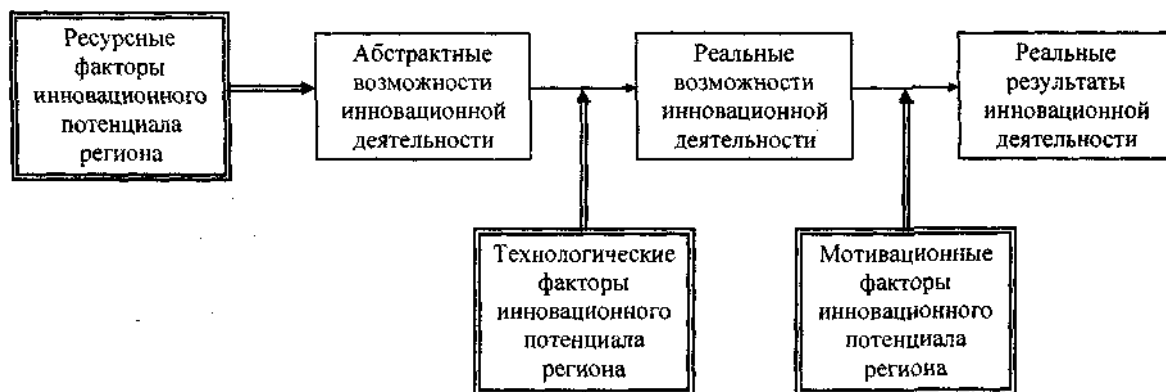 Ресурсные
факторы
инновационного
потенциала
региона
Абстрактные
возможности
инновационной
деятельности
Реальные
возможности
инновационной
деятельности
Реальные
результаты
инновационной
деятельности
Технологические
факторы
инновационного
потенциала
региона
Мотивационные
факторы
инновационного
потенциала
региона